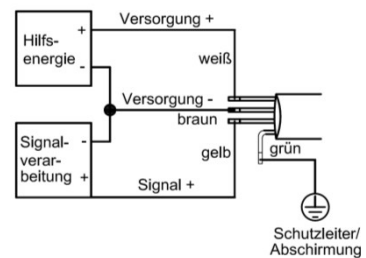 Versorgung +
+
Hilfs-
energie
weiß
-
Versorgung -
braun
Signal-
verar-
beitung
-
+
gelb
grün
Signal +
Schutzleiter/
Abschirmung